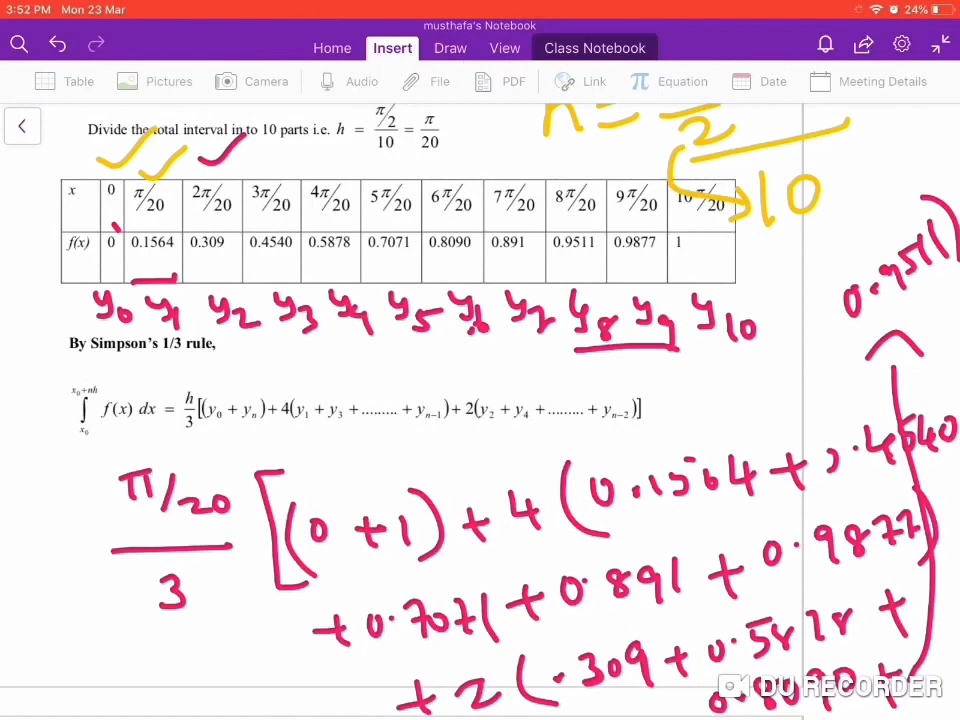 3:52 PM Mon 23 Mar 24%
musthafa's Notebook
Home Insert Draw View Class Notebook
Table Pictures Camera Audio File PDF Link Equation Date Meeting Details
Divide the total interval in to 10 parts i.e. h = π/2 / 10 = π/20
h = 2
10
x 0 π/20 2π/20 3π/20 4π/20 5π/20 6π/20 7π/20 8π/20 9π/20 10π/20
f(x) 0 0.1564 0.309 0.4540 0.5878 0.7071 0.8090 0.891 0.9511 0.9877 1
y0 y1 y2 y3 y4 y5 y6 y7 y8 y9 y10
0.9511)
By Simpson's 1/3 rule,
∫ x₀ x₀+nh f(x) dx = h/3 [(y₀ + yₙ) + 4(y₁ + y₃ + ......... + yₙ₋₁) + 2(y₂ + y₄ + ......... + yₙ₋₂)]
π/20 / 3 [(0 + 1) + 4 (0.1564 + 0.4540
+ 0.7071 + 0.891 + 0.9877)
+ 2 (.309 + 0.5878 +
0.8090 +
DU RECORDER